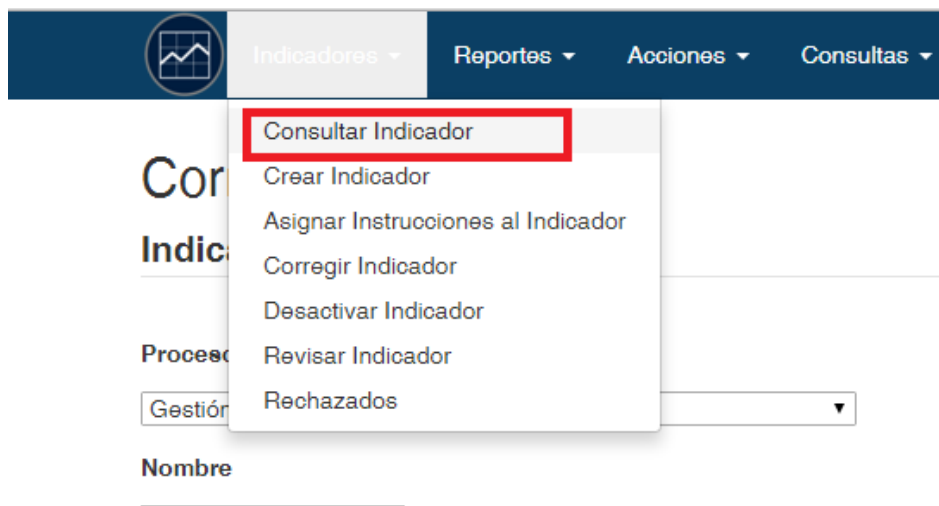 Indicadores Reportes Acciones Consultas
Consultar Indicador
Crear Indicador
Asignar Instrucciones al Indicador
Corregir Indicador
Desactivar Indicador
Revisar Indicador
Rechazados
Nombre